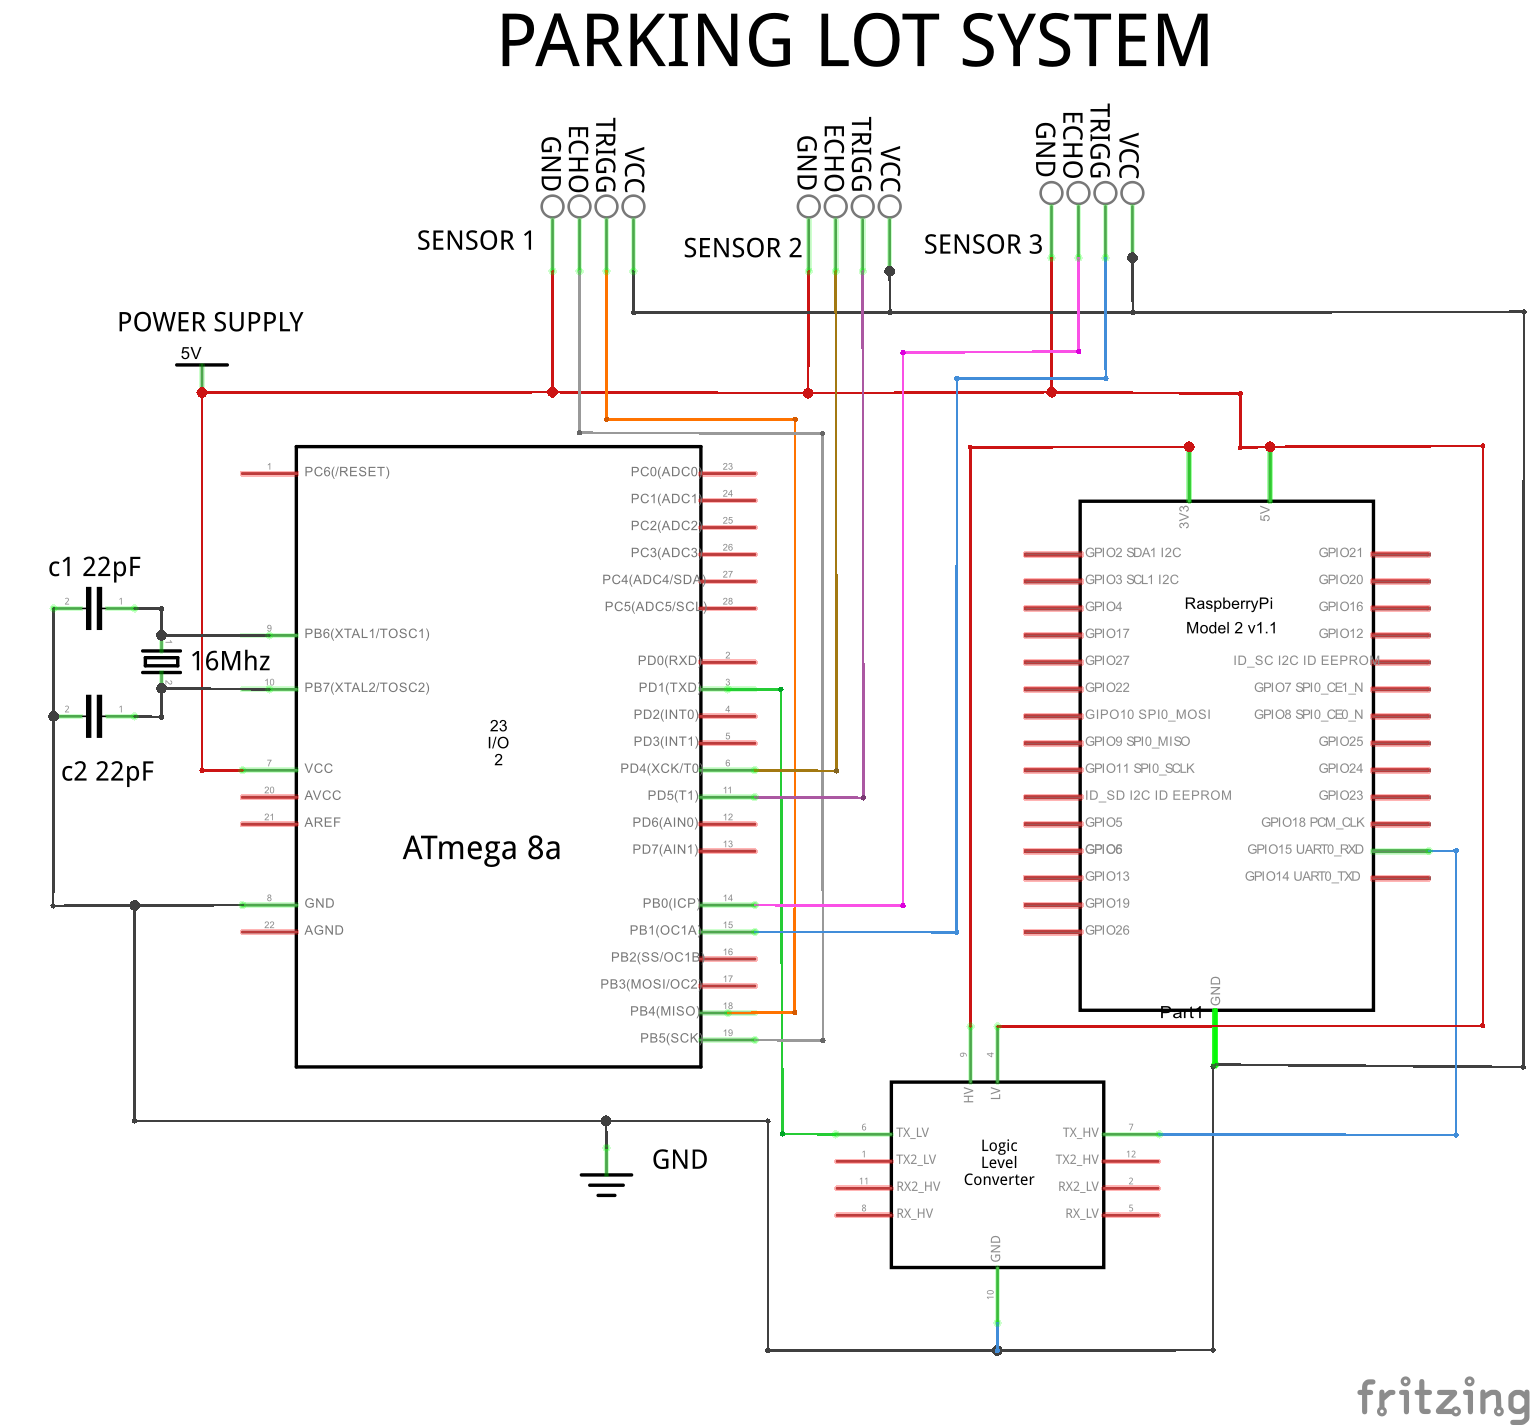 PARKING LOT SYSTEM
GND
ECHO
TRIGG
VCC
SENSOR 1
GND
ECHO
TRIGG
VCC
SENSOR 2
GND
ECHO
TRIGG
VCC
SENSOR 3
POWER SUPPLY
5V
c1 22pF
2
1
1
16Mhz
2
2
1
c2 22pF
1
PC6(/RESET)
9
PB6(XTAL1/TOSC1)
10
PB7(XTAL2/TOSC2)
7
VCC
20
AVCC
21
AREF
8
GND
22
AGND
23
I/O
2
ATmega 8a
PC0(ADC0
23
PC1(ADC1)
24
PC2(ADC2
25
PC3(ADC3
26
PC4(ADC4/SDA)
27
PC5(ADC5/SCL)
28
PD0(RXD
2
PD1(TXD
3
PD2(INT0)
4
PD3(INT1)
5
PD4(XCK/T0
6
PD5(T1)
11
PD6(AIN0)
12
PD7(AIN1)
13
PB0(ICP)
14
PB1(OC1A)
15
PB2(SS/OC1B
16
PB3(MOSI/OC2
17
PB4(MISO)
18
PB5(SCK
19
3V3
5V
GPIO2 SDA1 I2C
GPIO3 SCL1 I2C
GPIO4
GPIO17
GPIO27
GPIO22
GIPO10 SPI0_MOSI
GPIO9 SPI0_MISO
GPIO11 SPI0_SCLK
ID_SD I2C ID EEPROM
GPIO5
GPIO6
GPIO13
GPIO19
GPIO26
RaspberryPi
Model 2 v1.1
GPIO21
GPIO20
GPIO16
GPIO12
ID_SC I2C ID EEPROM
GPIO7 SPI0_CE1_N
GPIO8 SPI0_CE0_N
GPIO25
GPIO24
GPIO23
GPIO18 PCM_CLK
GPIO15 UART0_RXD
GPIO14 UART0_TXD
GND
Part1
9
4
HV
LV
6
TX_LV
1
TX2_LV
11
RX2_HV
8
RX_HV
Logic
Level
Converter
TX_HV
7
TX2_HV
12
RX2_LV
2
RX_LV
5
GND
10
GND
fritzing